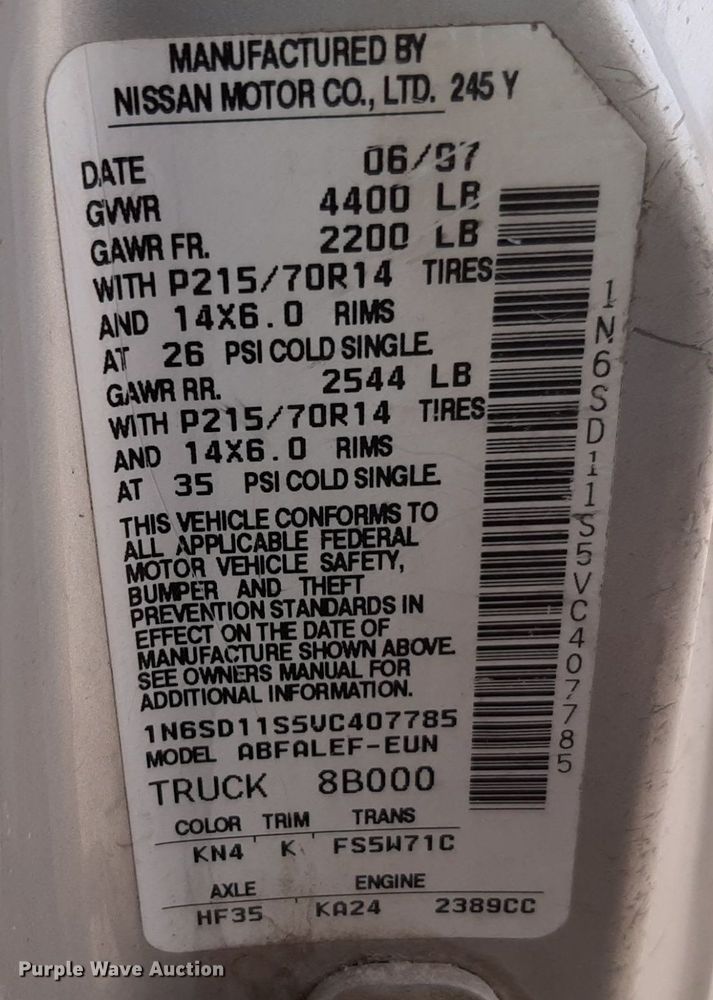 MANUFACTURED BY
NISSAN MOTOR CO., LTD. 245 Y
DATE 06/97
GVWR 4400 LB
GAWR FR. 2200 LB
WITH P215/70R14 TIRES
AND 14X6.0 RIMS
AT 26 PSI COLD SINGLE.
GAWR RR. 2544 LB
WITH P215/70R14 TIRES
AND 14X6.0 RIMS
AT 35 PSI COLD SINGLE.
THIS VEHICLE CONFORMS TO
ALL APPLICABLE FEDERAL
MOTOR VEHICLE SAFETY,
BUMPER AND THEFT
PREVENTION STANDARDS IN
EFFECT ON THE DATE OF
MANUFACTURE SHOWN ABOVE.
SEE OWNERS MANUAL FOR
ADDITIONAL INFORMATION.
1N6SD11S5VC407785
MODEL ABFALEF-EUN
TRUCK 8B000
COLOR TRIM TRANS
KN4 K FS5W71C
AXLE ENGINE
HF35 KA24 2389CC
1N6SD11S5VC407785
Purple Wave Auction